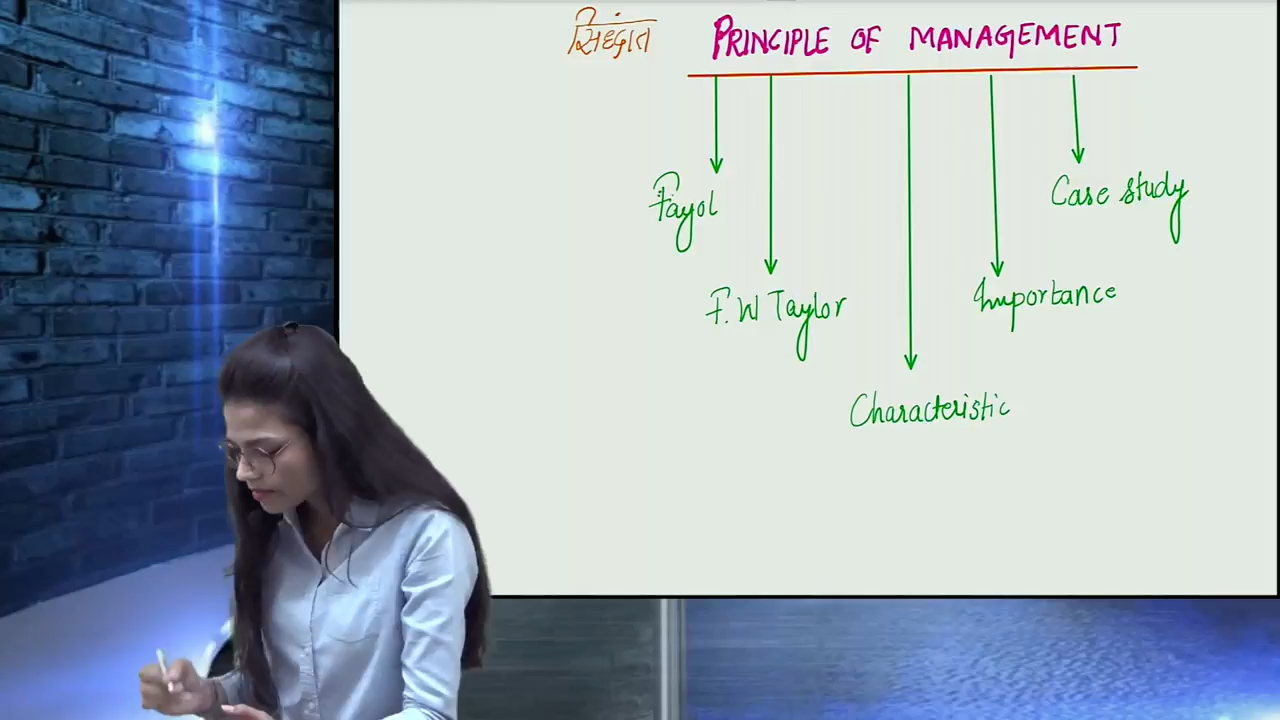 सिद्धांत PRINCIPLE OF MANAGEMENT
Fayol
Case study
F.W Taylor
Importance
Characteristic